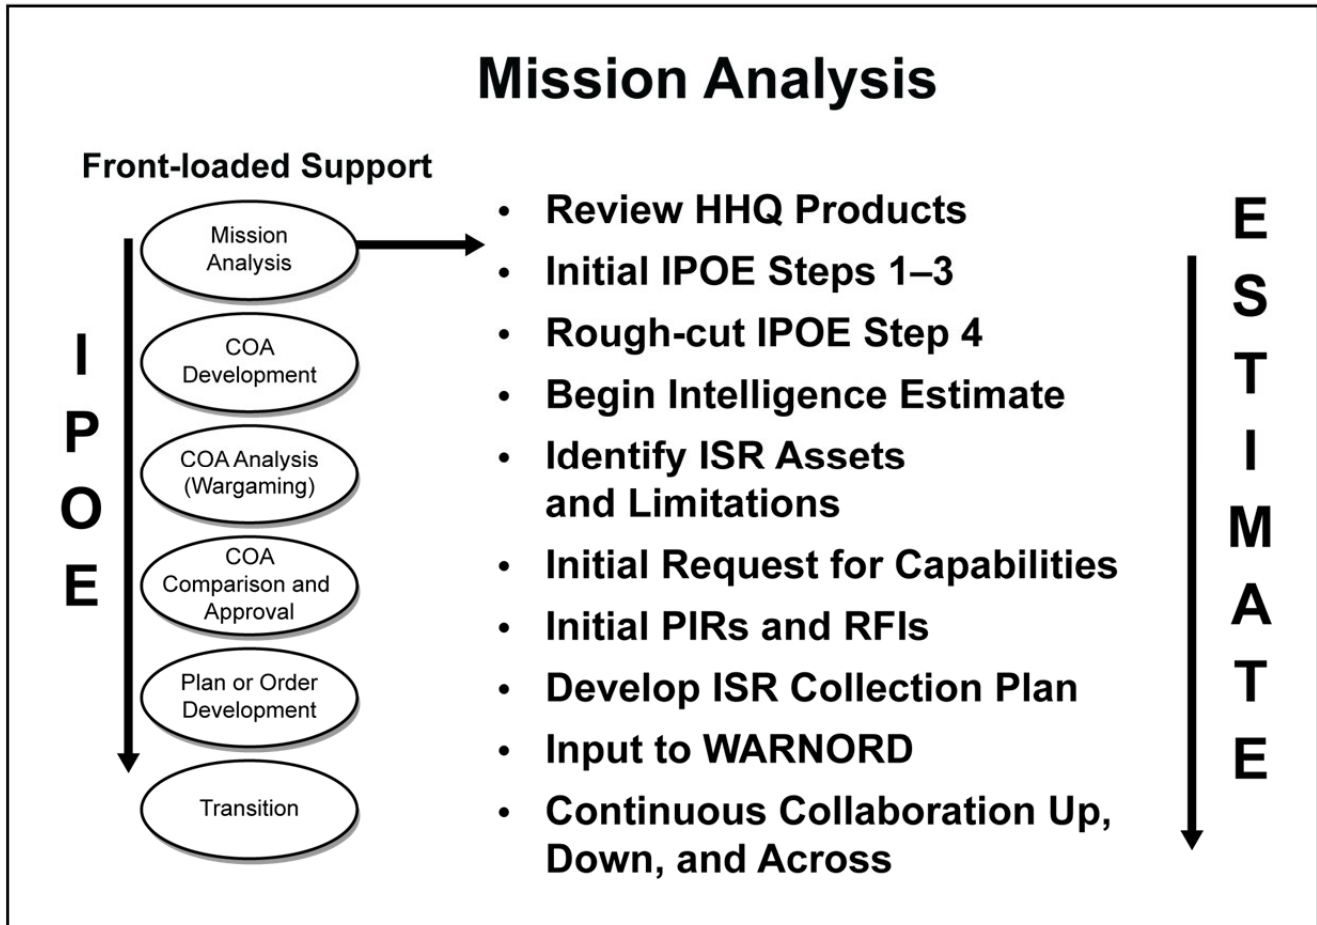 Mission Analysis
Front-loaded Support
Mission
Analysis
COA
Development
COA Analysis
(Wargaming)
COA
Comparison and
Approval
Plan or Order
Development
Transition
IPOE
• Review HHQ Products
• Initial IPOE Steps 1–3
• Rough-cut IPOE Step 4
• Begin Intelligence Estimate
• Identify ISR Assets
and Limitations
• Initial Request for Capabilities
• Initial PIRs and RFIs
• Develop ISR Collection Plan
• Input to WARNORD
• Continuous Collaboration Up,
Down, and Across
ESTIMATE